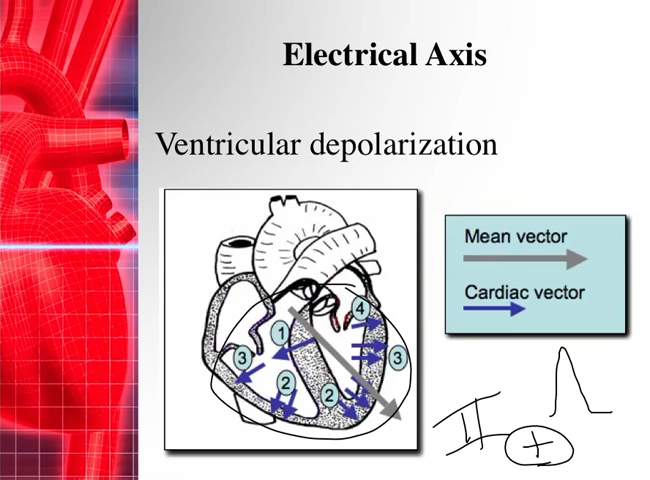 Electrical Axis
Ventricular depolarization
Mean vector
Cardiac vector
4
1
3
3
2
2
II
+